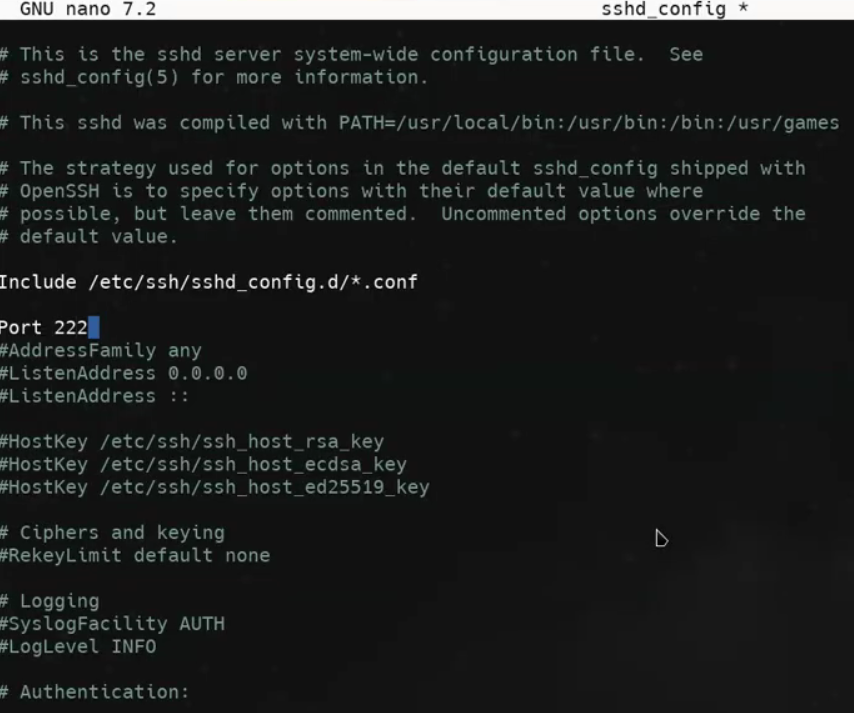 GNU nano 7.2 sshd_config *
# This is the sshd server system-wide configuration file.  See
# sshd_config(5) for more information.
# This sshd was compiled with PATH=/usr/local/bin:/usr/bin:/bin:/usr/games
# The strategy used for options in the default sshd_config shipped with
# OpenSSH is to specify options with their default value where
# possible, but leave them commented.  Uncommented options override the
# default value.
Include /etc/ssh/sshd_config.d/*.conf
Port 222
#AddressFamily any
#ListenAddress 0.0.0.0
#ListenAddress ::
#HostKey /etc/ssh/ssh_host_rsa_key
#HostKey /etc/ssh/ssh_host_ecdsa_key
#HostKey /etc/ssh/ssh_host_ed25519_key
# Ciphers and keying
#RekeyLimit default none
# Logging
#SyslogFacility AUTH
#LogLevel INFO
# Authentication: